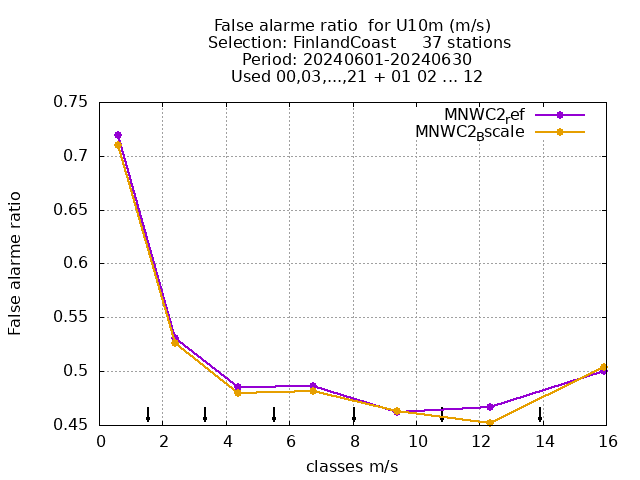 False alarme ratio  for U10m (m/s)
Selection: FinlandCoast     37 stations
Period: 20240601-20240630
Used 00,03,...,21 + 01 02 ... 12
MNWC2ref
MNWC2Bscale
0.75
0.7
0.65
0.6
0.55
0.5
0.45
False alarme ratio
0 2 4 6 8 10 12 14 16
classes m/s